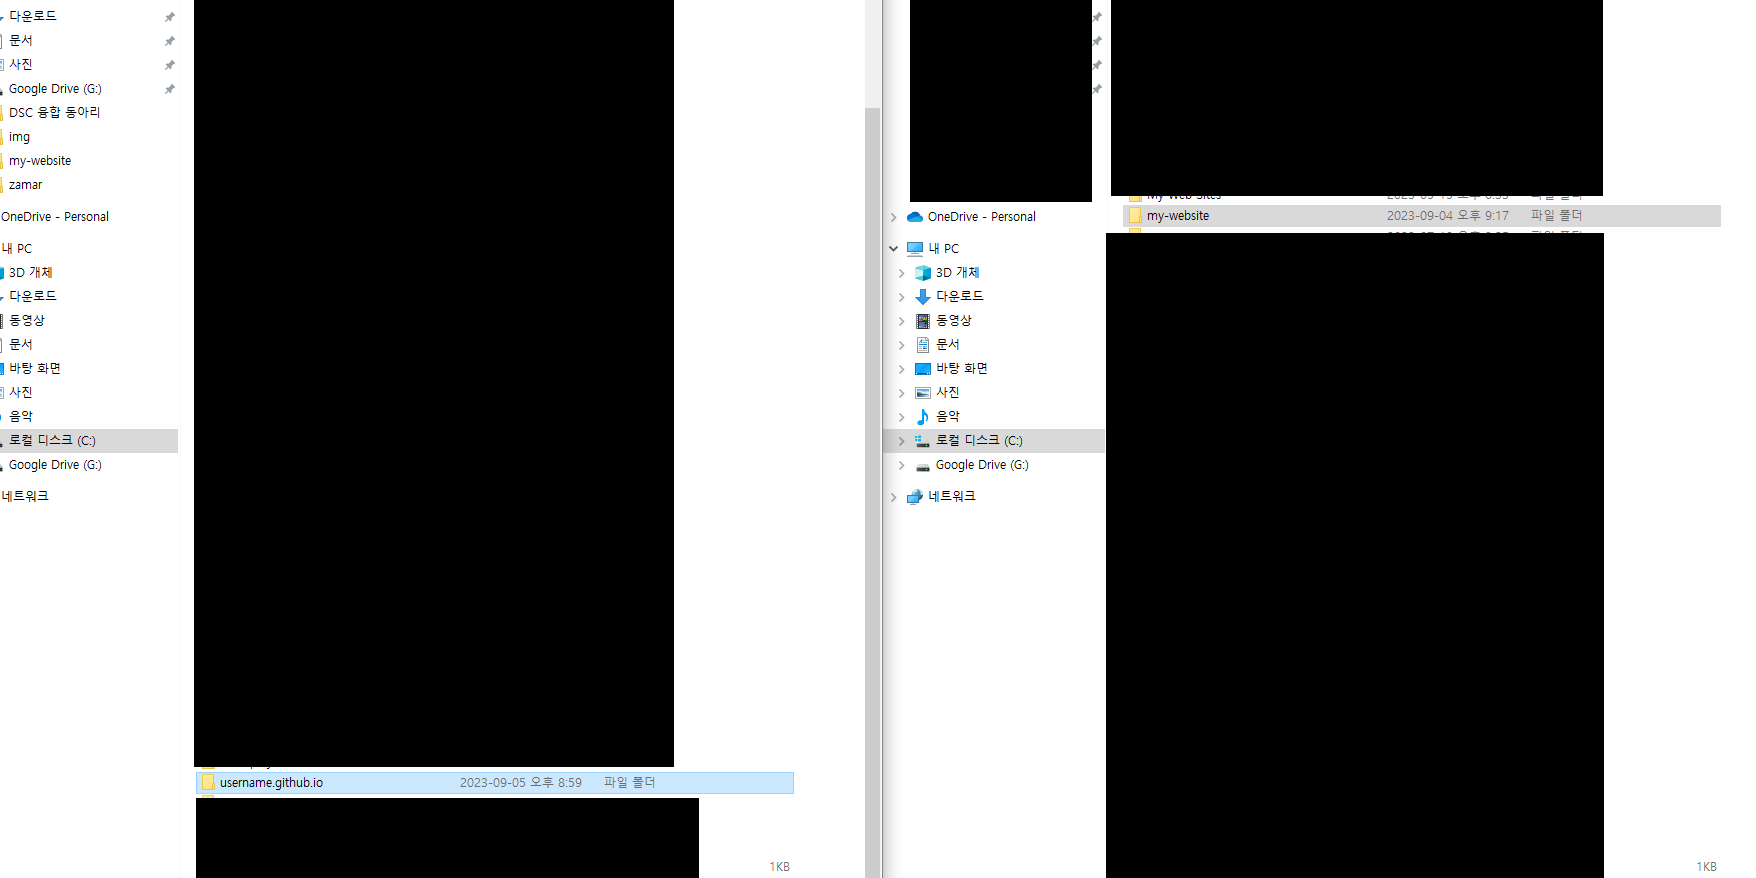 다운로드
문서
사진
Google Drive (G:)
DSC 융합 동아리
img
my-website
zamar
OneDrive - Personal
내 PC
3D 개체
다운로드
동영상
문서
바탕 화면
사진
음악
로컬 디스크 (C:)
Google Drive (G:)
네트워크
username.github.io 2023-09-05 오후 8:59 파일 폴더
1KB
OneDrive - Personal
내 PC
3D 개체
다운로드
동영상
문서
바탕 화면
사진
음악
로컬 디스크 (C:)
Google Drive (G:)
네트워크
My Web Sites
my-website 2023-09-04 오후 9:17 파일 폴더
1KB